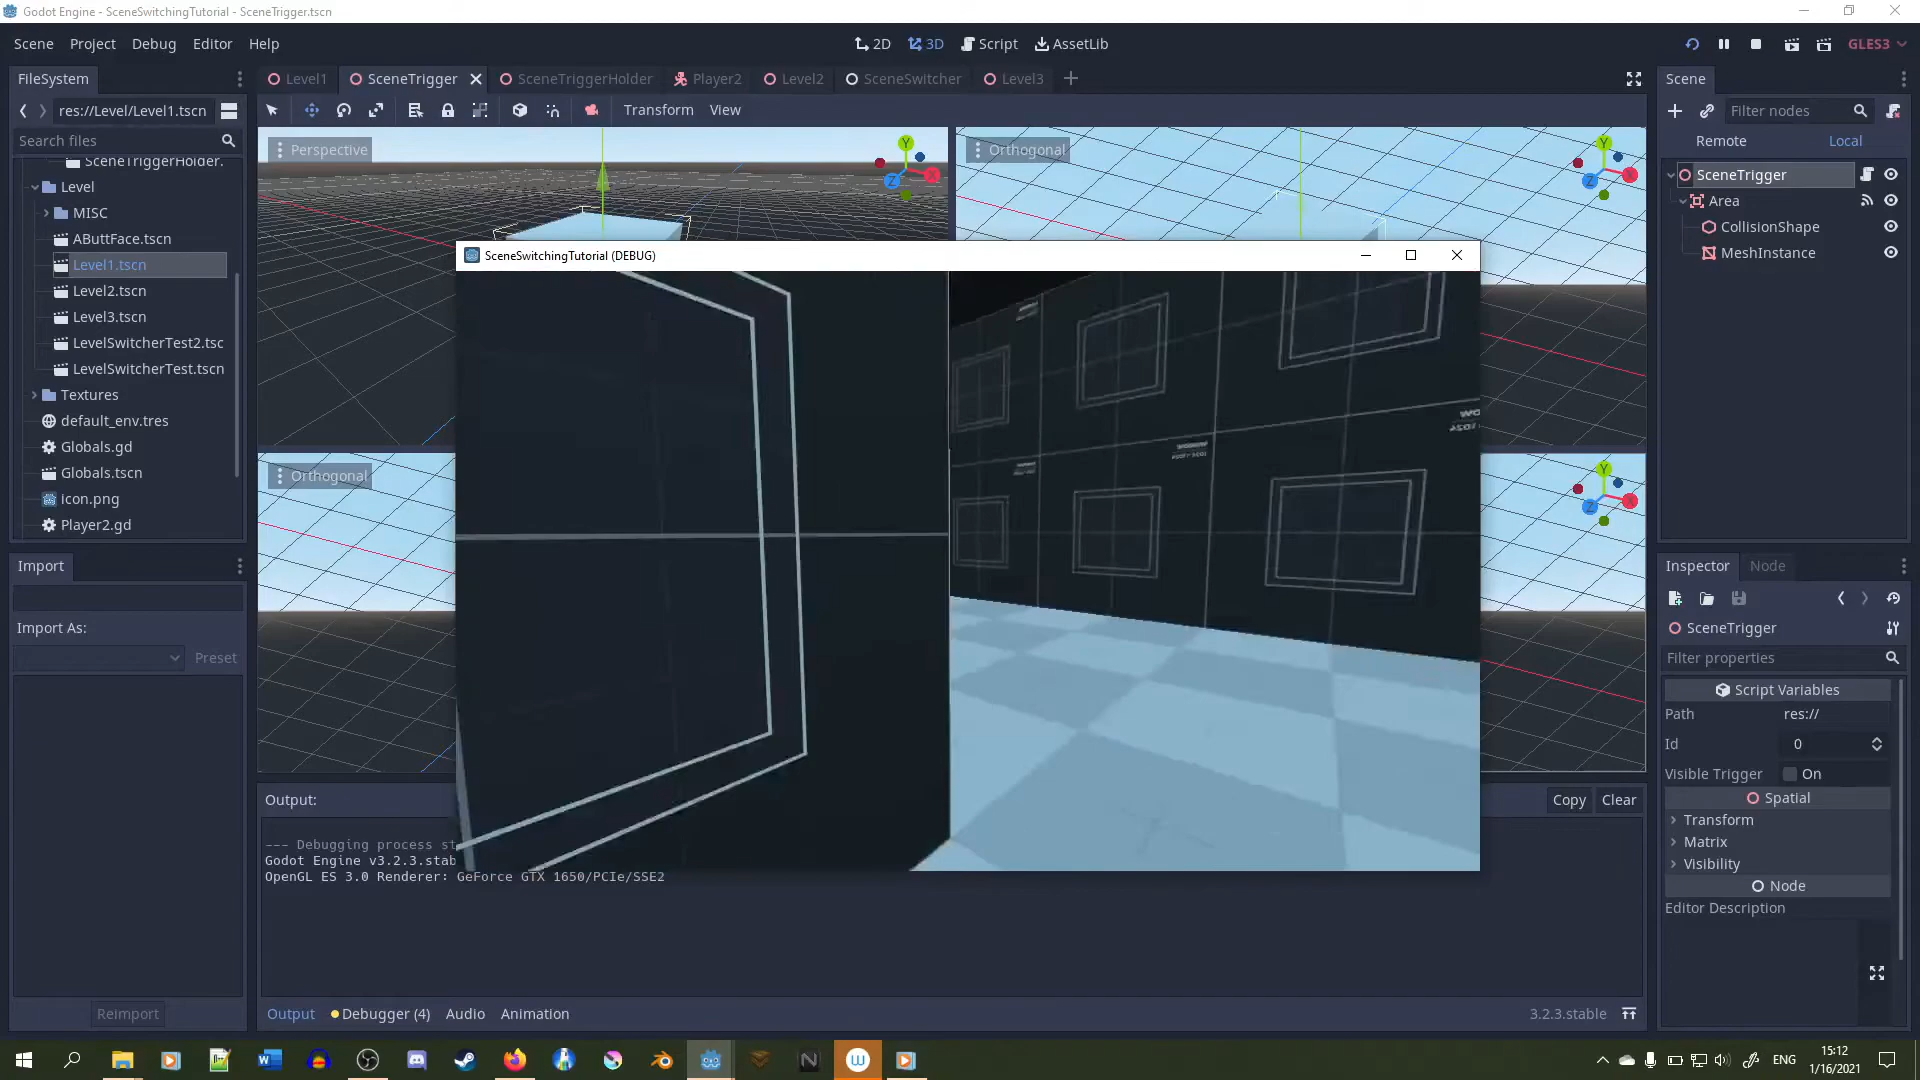 Godot Engine - SceneSwitchingTutorial - SceneTrigger.tscn
Scene Project Debug Editor Help
2D 3D Script AssetLib
GLES3
FileSystem
Level1 SceneTrigger SceneTriggerHolder Player2 Level2 SceneSwitcher Level3
Scene
res://Level/Level1.tscn
Transform View
Filter nodes
Search files
Remote Local
Perspective
Orthogonal
SceneTriggerHolder.
Level
MISC
AButtFace.tscn
Level1.tscn
Level2.tscn
Level3.tscn
LevelSwitcherTest2.tsc
LevelSwitcherTest.tscn
Textures
default_env.tres
Globals.gd
Globals.tscn
icon.png
Player2.gd
SceneTrigger
Area
CollisionShape
MeshInstance
SceneSwitchingTutorial (DEBUG)
Orthogonal
Import
Import As:
Preset
Reimport
Inspector Node
SceneTrigger
Filter properties
Script Variables
Path res://
Id 0
Visible Trigger On
Spatial
Transform
Matrix
Visibility
Node
Editor Description
Output:
Copy Clear
--- Debugging process st
Godot Engine v3.2.3.stab
OpenGL ES 3.0 Renderer: GeForce GTX 1650/PCIe/SSE2
Output Debugger (4) Audio Animation
3.2.3.stable
ENG
15:12
1/16/2021